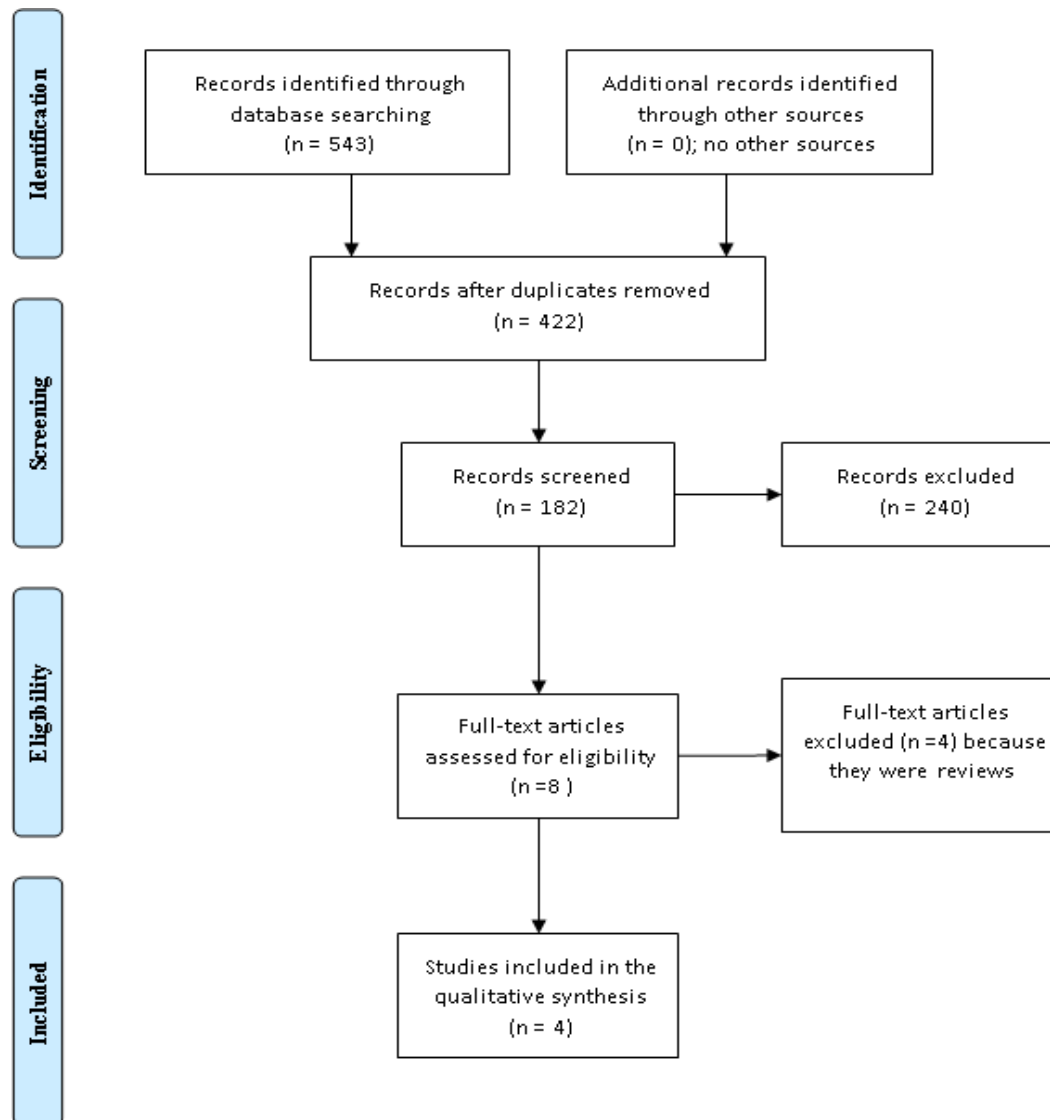 Identification
Records identified through
database searching
(n = 543)
Additional records identified
through other sources
(n = 0); no other sources
Records after duplicates removed
(n = 422)
Screening
Records screened
(n = 182)
Records excluded
(n = 240)
Eligibility
Full-text articles
assessed for eligibility
(n =8 )
Full-text articles
excluded (n =4) because
they were reviews
Included
Studies included in the
qualitative synthesis
(n = 4)